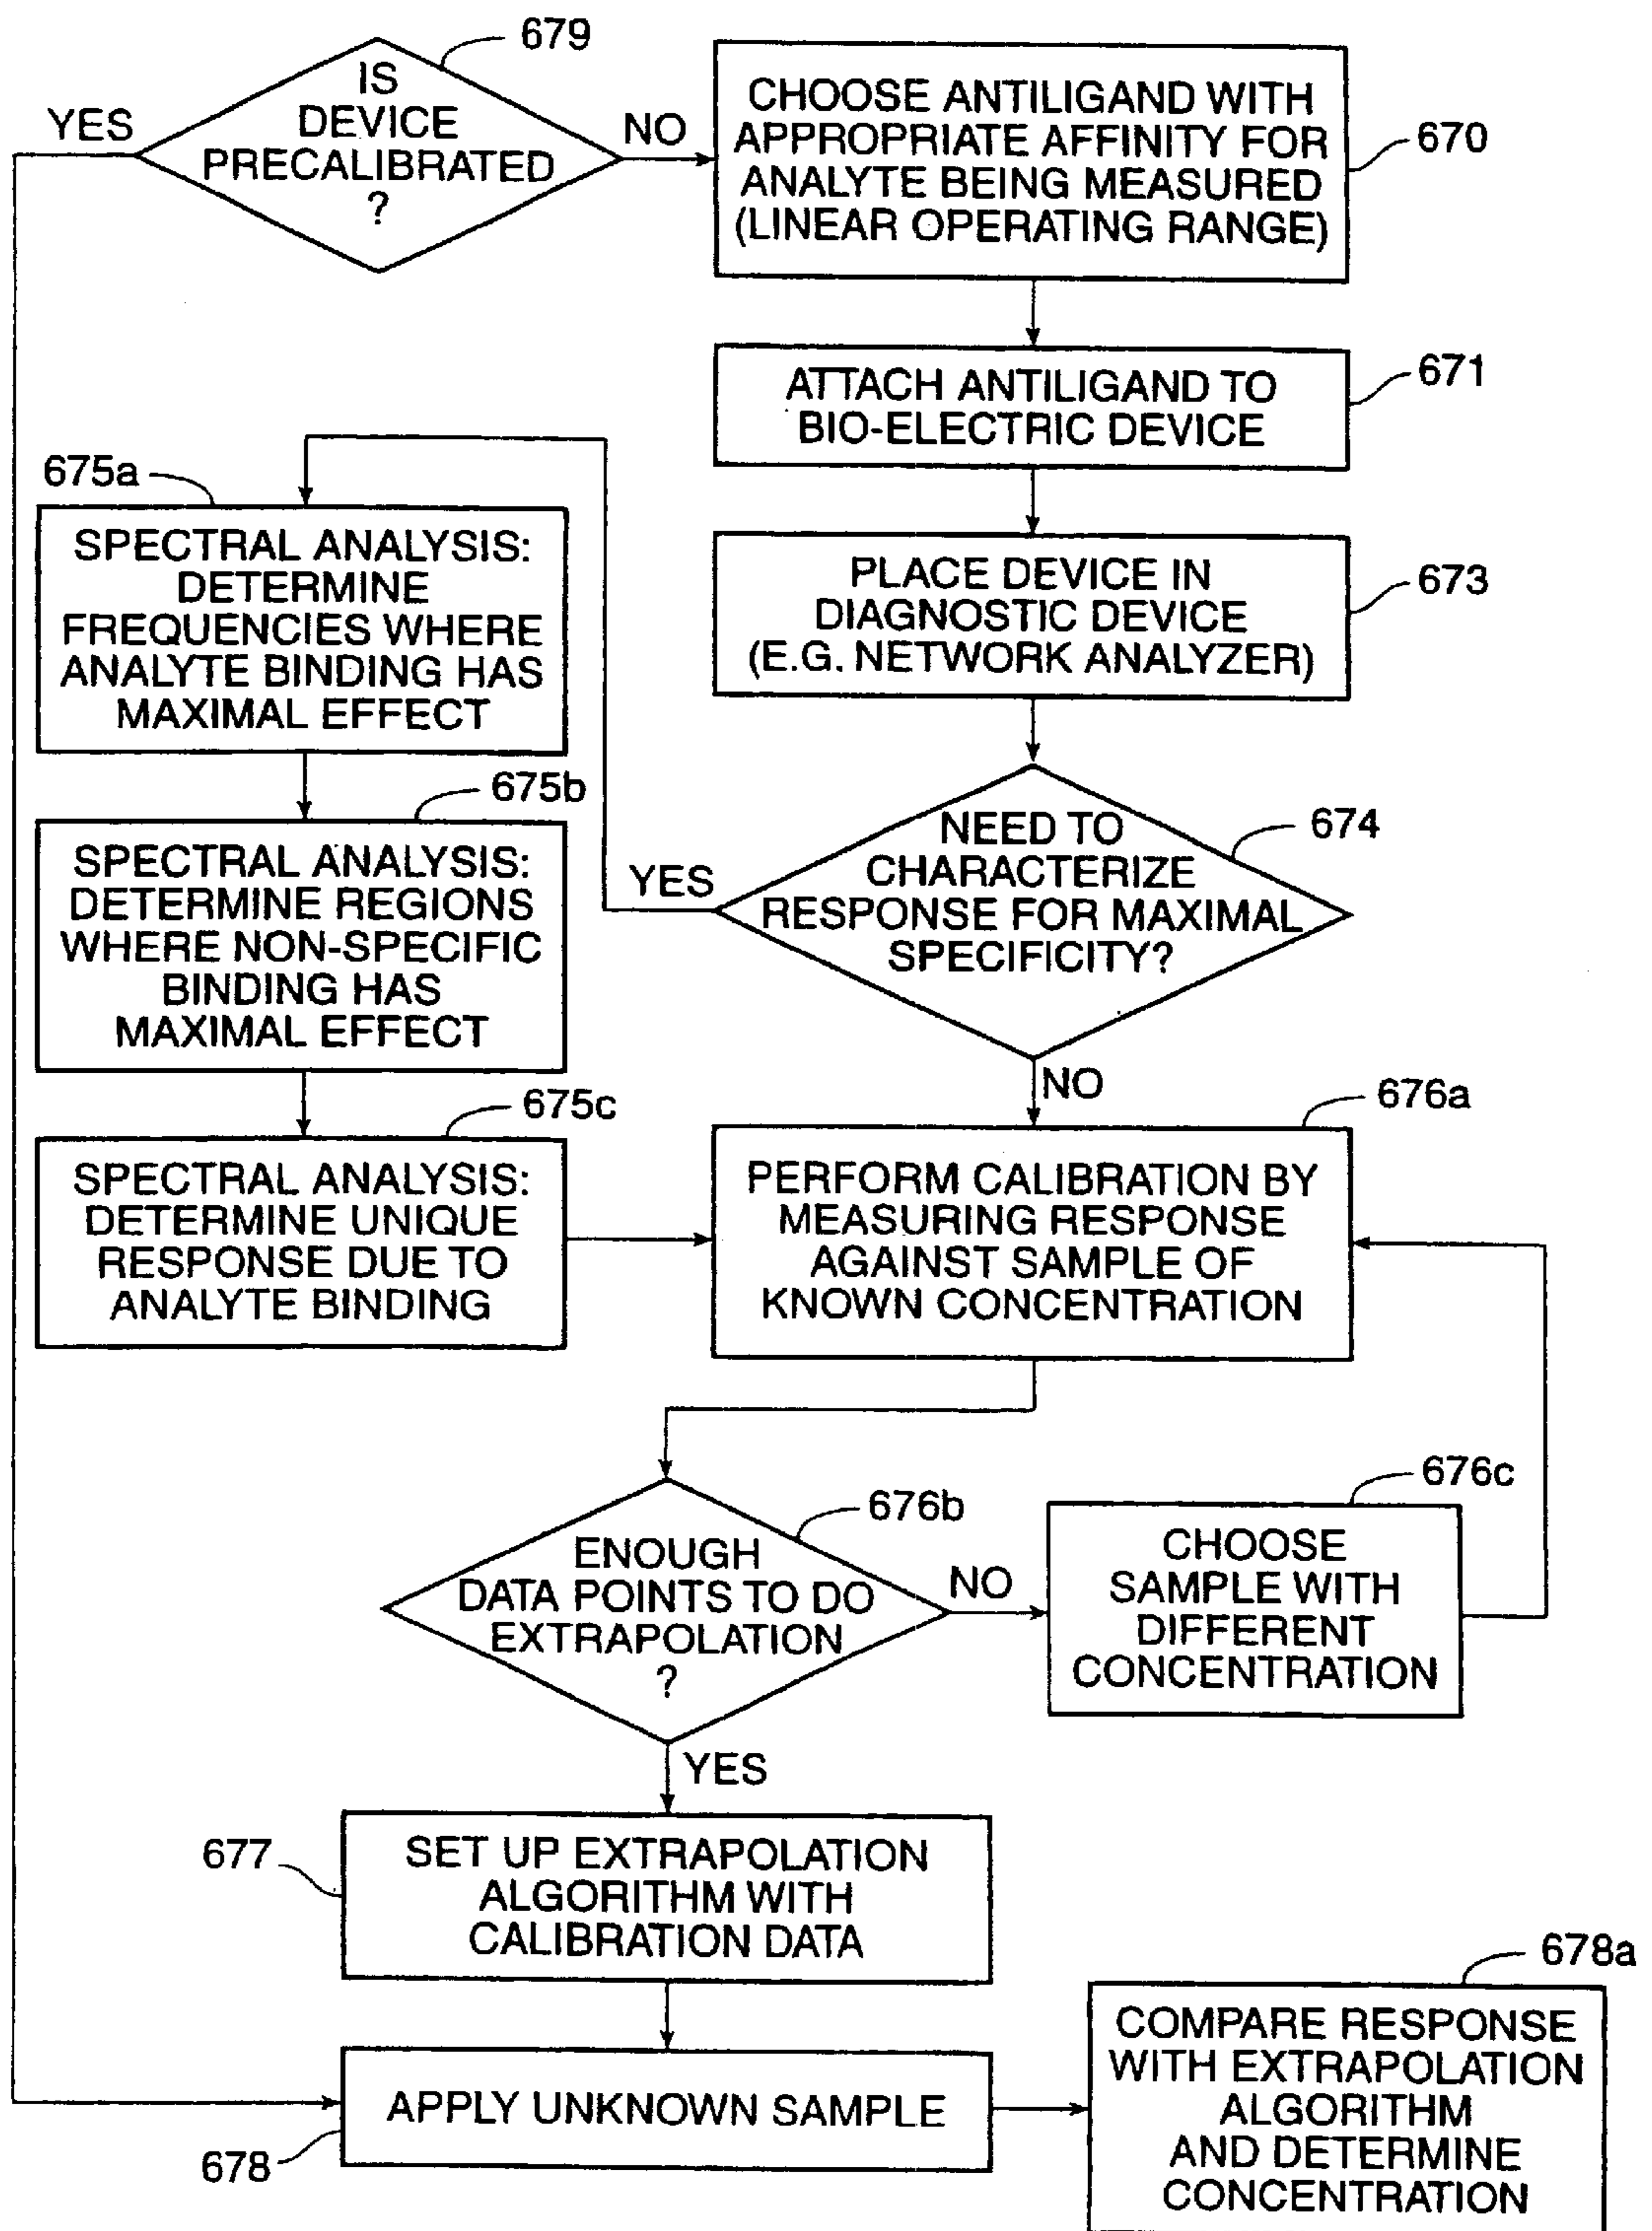 679
IS
DEVICE
PRECALIBRATED
?
YES
NO
CHOOSE ANTILIGAND WITH
APPROPRIATE AFFINITY FOR
ANALYTE BEING MEASURED
(LINEAR OPERATING RANGE)
670
ATTACH ANTILIGAND TO
BIO-ELECTRIC DEVICE
671
PLACE DEVICE IN
DIAGNOSTIC DEVICE
(E.G. NETWORK ANALYZER)
673
NEED TO
CHARACTERIZE
RESPONSE FOR MAXIMAL
SPECIFICITY?
674
YES
NO
675a
SPECTRAL ANALYSIS:
DETERMINE
FREQUENCIES WHERE
ANALYTE BINDING HAS
MAXIMAL EFFECT
675b
SPECTRAL ANALYSIS:
DETERMINE REGIONS
WHERE NON-SPECIFIC
BINDING HAS
MAXIMAL EFFECT
675c
SPECTRAL ANALYSIS:
DETERMINE UNIQUE
RESPONSE DUE TO
ANALYTE BINDING
676a
PERFORM CALIBRATION BY
MEASURING RESPONSE
AGAINST SAMPLE OF
KNOWN CONCENTRATION
676b
ENOUGH
DATA POINTS TO DO
EXTRAPOLATION
?
NO
676c
CHOOSE
SAMPLE WITH
DIFFERENT
CONCENTRATION
YES
677
SET UP EXTRAPOLATION
ALGORITHM WITH
CALIBRATION DATA
APPLY UNKNOWN SAMPLE
678
678a
COMPARE RESPONSE
WITH EXTRAPOLATION
ALGORITHM
AND DETERMINE
CONCENTRATION